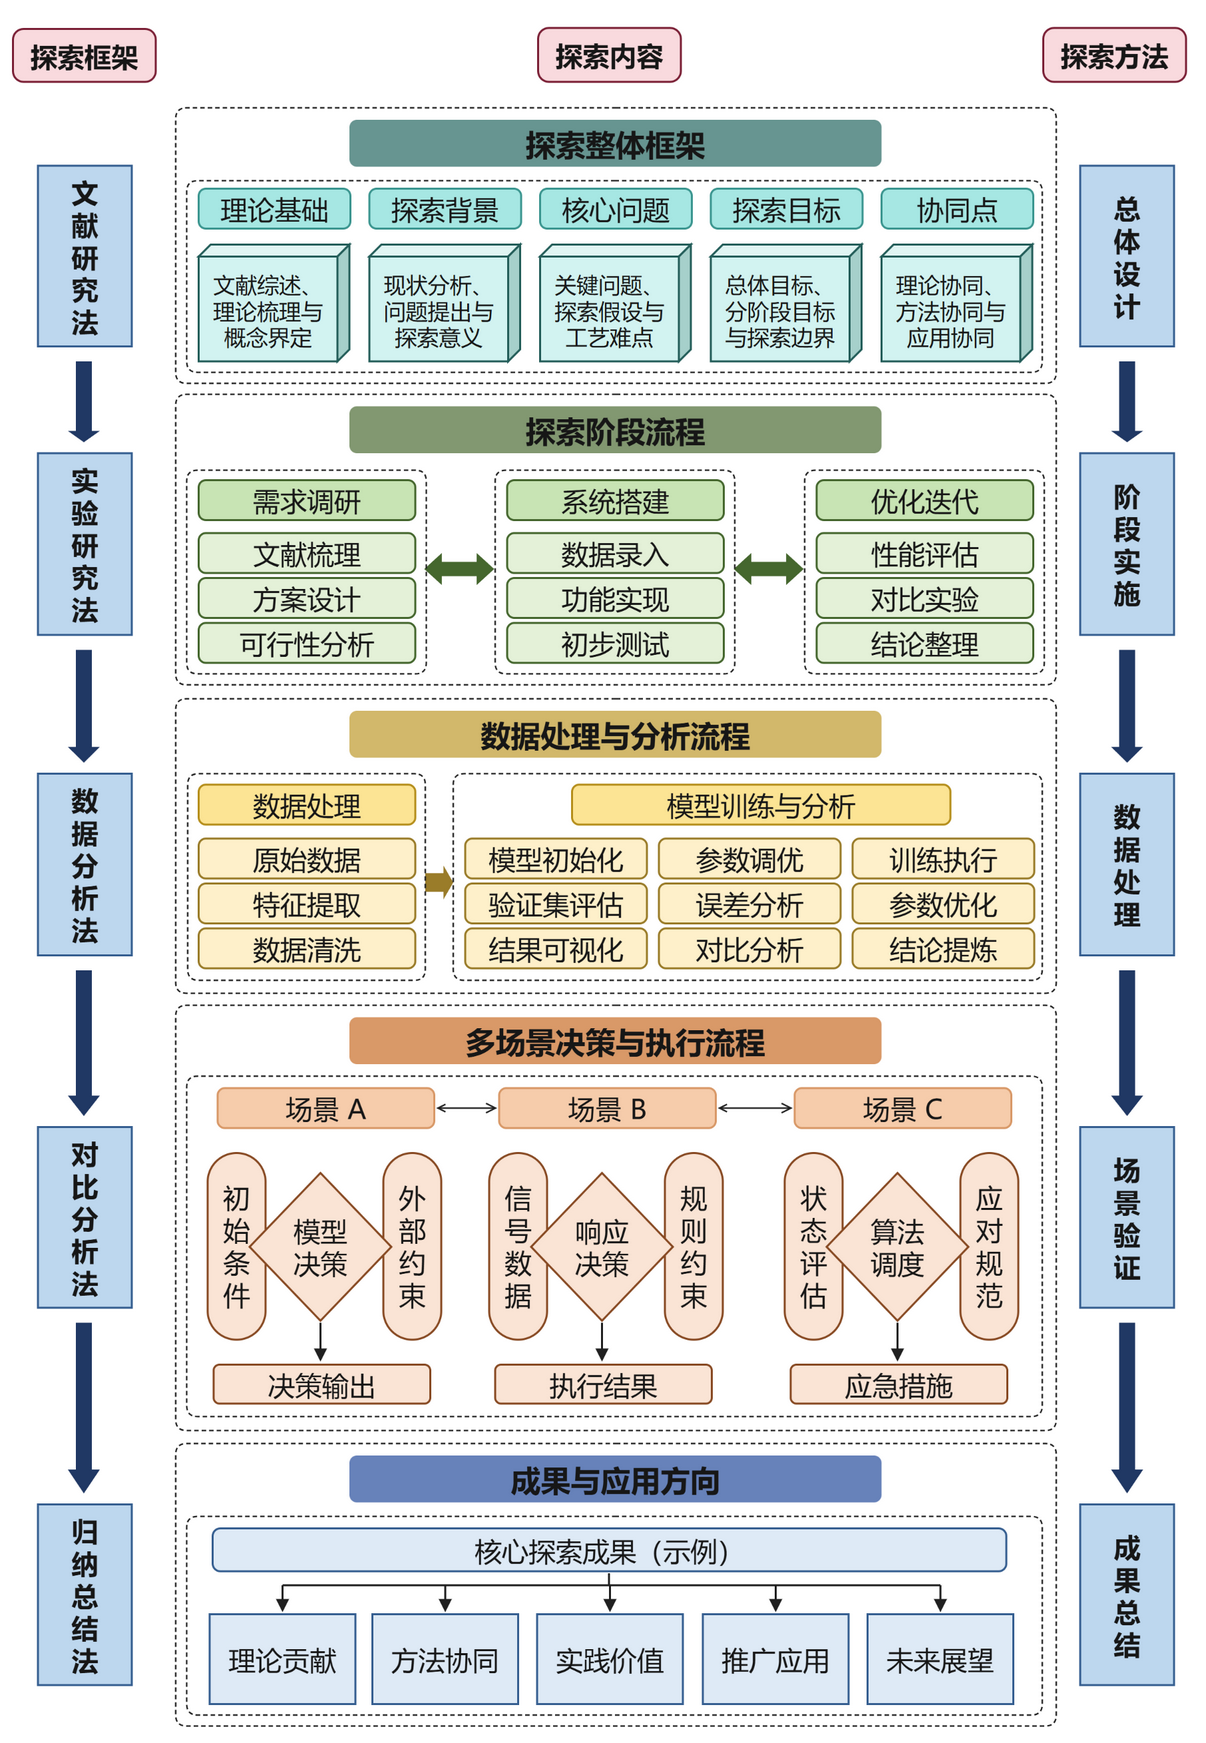 探索框架
探索内容
探索方法
文献研究法
实验研究法
数据分析法
对比分析法
归纳总结法
探索整体框架
理论基础
探索背景
核心问题
探索目标
协同点
文献综述、
理论梳理与
概念界定
现状分析、
问题提出与
探索意义
关键问题、
探索假设与
工艺难点
总体目标、
分阶段目标
与探索边界
理论协同、
方法协同与
应用协同
探索阶段流程
需求调研
文献梳理
方案设计
可行性分析
系统搭建
数据录入
功能实现
初步测试
优化迭代
性能评估
对比实验
结论整理
数据处理与分析流程
数据处理
原始数据
特征提取
数据清洗
模型训练与分析
模型初始化
参数调优
训练执行
验证集评估
误差分析
参数优化
结果可视化
对比分析
结论提炼
多场景决策与执行流程
场景 A
场景 B
场景 C
初始条件
模型
决策
外部约束
信号数据
响应
决策
规则约束
状态评估
算法
调度
应对规范
决策输出
执行结果
应急措施
成果与应用方向
核心探索成果（示例）
理论贡献
方法协同
实践价值
推广应用
未来展望
总体设计
阶段实施
数据处理
场景验证
成果总结